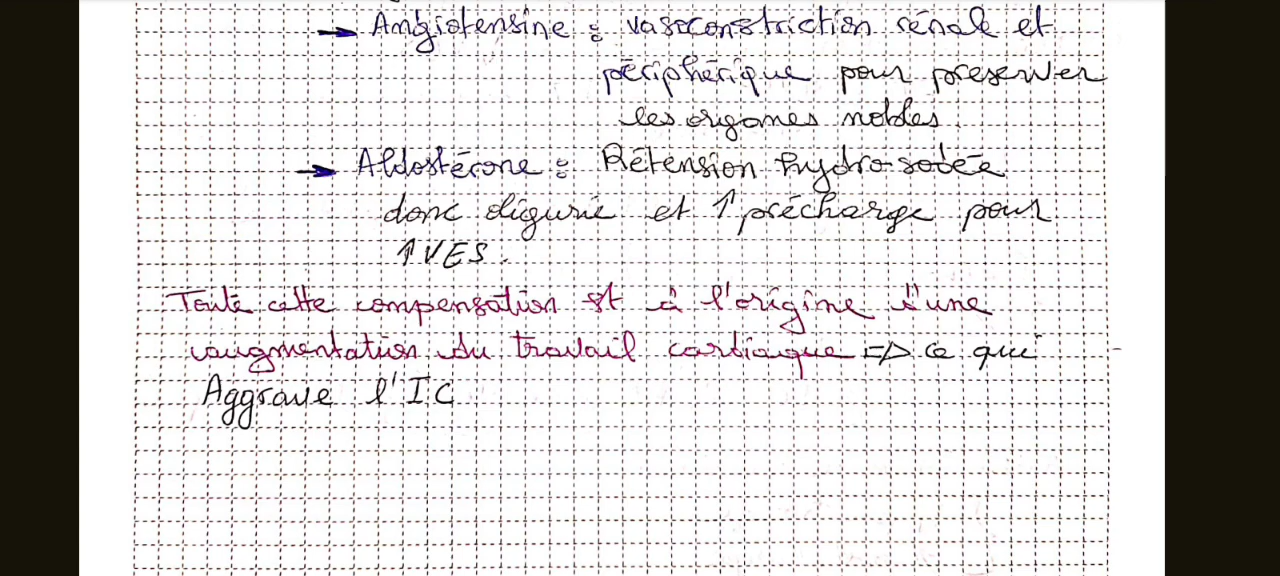 → Angiotensine : vasoconstriction rénale et
périphérique pour preserver
les organes nobles.
→ Aldostérone : Rétension hydro-sodée
donc oligurie et ↑ précharge pour
↑VES.
Toute cette compensation est à l'origine d'une
augmentation du travail cardiaque => ce qui
Aggrave l'IC